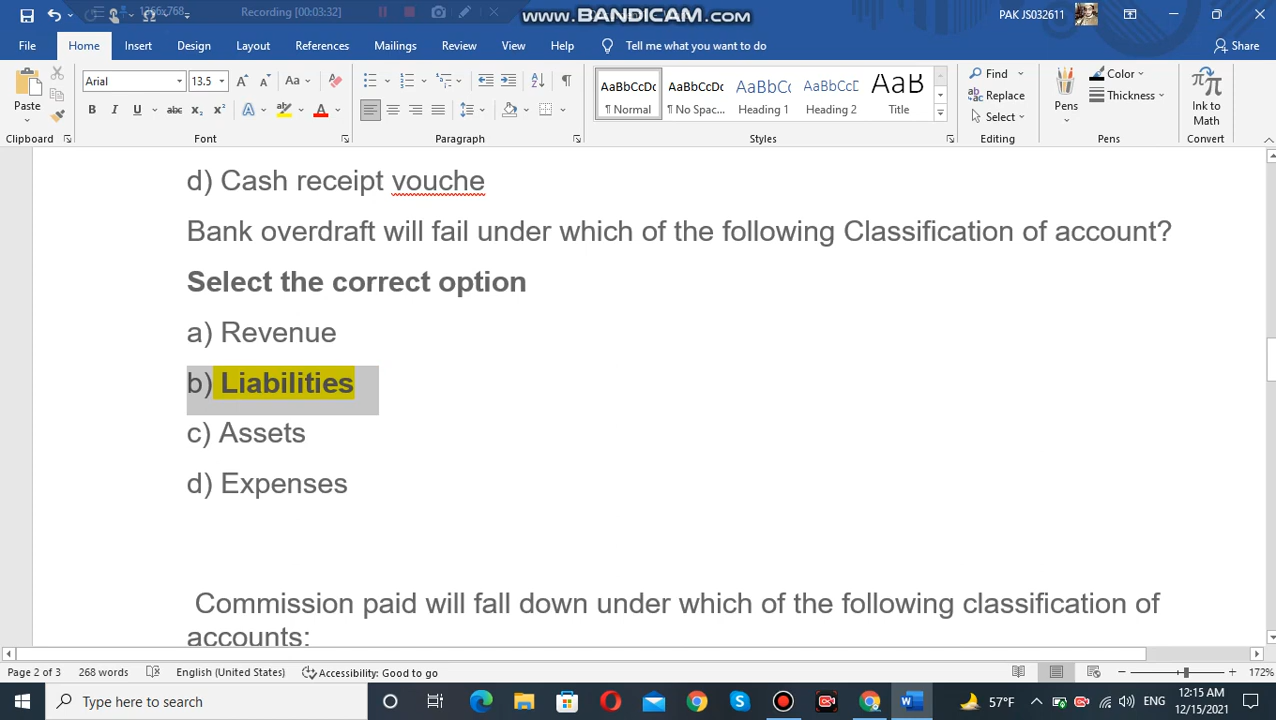 1366x768 Recording [00:03:32] www.BANDICAM.com PAK JS032611
File Home Insert Design Layout References Mailings Review View Help Tell me what you want to do Share
Arial 13.5 A A Aa AaBbCcDc AaBbCcDc AaBbCc AaBbCcD AaB Find Color
Paste B I U abc x₂ x² A A ¶ Normal ¶ No Spac... Heading 1 Heading 2 Title Replace Thickness Pens Ink to Math
Select
Clipboard Font Paragraph Styles Editing Pens Convert
d) Cash receipt vouche
Bank overdraft will fail under which of the following Classification of account?
Select the correct option
a) Revenue
b) Liabilities
c) Assets
d) Expenses
Commission paid will fall down under which of the following classification of
accounts:
Page 2 of 3 268 words English (United States) Accessibility: Good to go 172%
Type here to search 57°F ENG 12:15 AM
12/15/2021